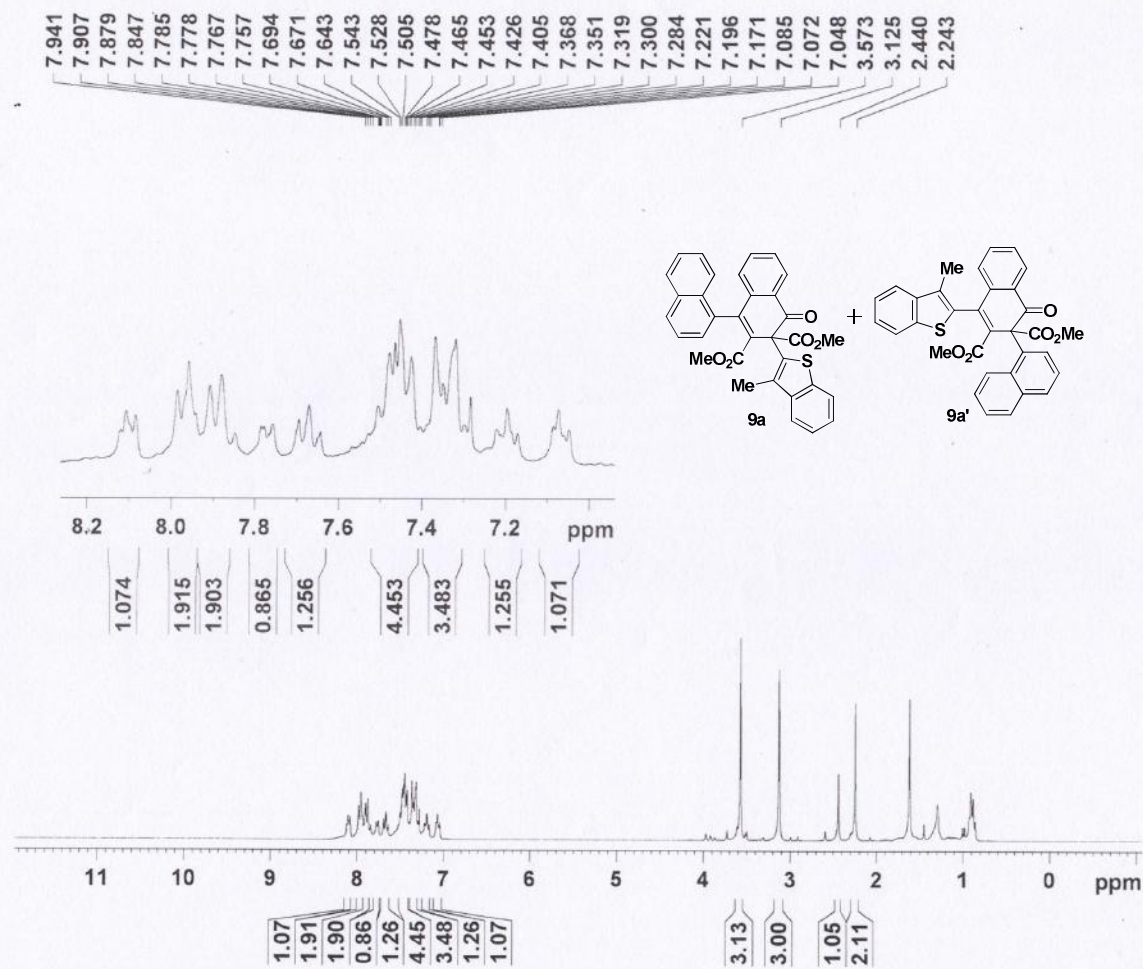 7.941 7.907 7.879 7.847 7.785 7.778 7.767 7.757 7.694 7.671 7.643 7.543 7.528 7.505 7.478 7.465 7.453 7.426 7.405 7.368 7.351 7.319 7.300 7.284 7.221 7.196 7.171 7.085 7.072 7.048 3.573 3.125 2.440 2.243
Me
O
CO₂Me
MeO₂C
S
Me
9a
+
Me
S
O
CO₂Me
MeO₂C
9a'
8.2 8.0 7.8 7.6 7.4 7.2 ppm
1.074 1.915 1.903 0.865 1.256 4.453 3.483 1.255 1.071
11 10 9 8 7 6 5 4 3 2 1 0 ppm
1.07 1.91 1.90 0.86 1.26 4.45 3.48 1.26 1.07 3.13 3.00 1.05 2.11